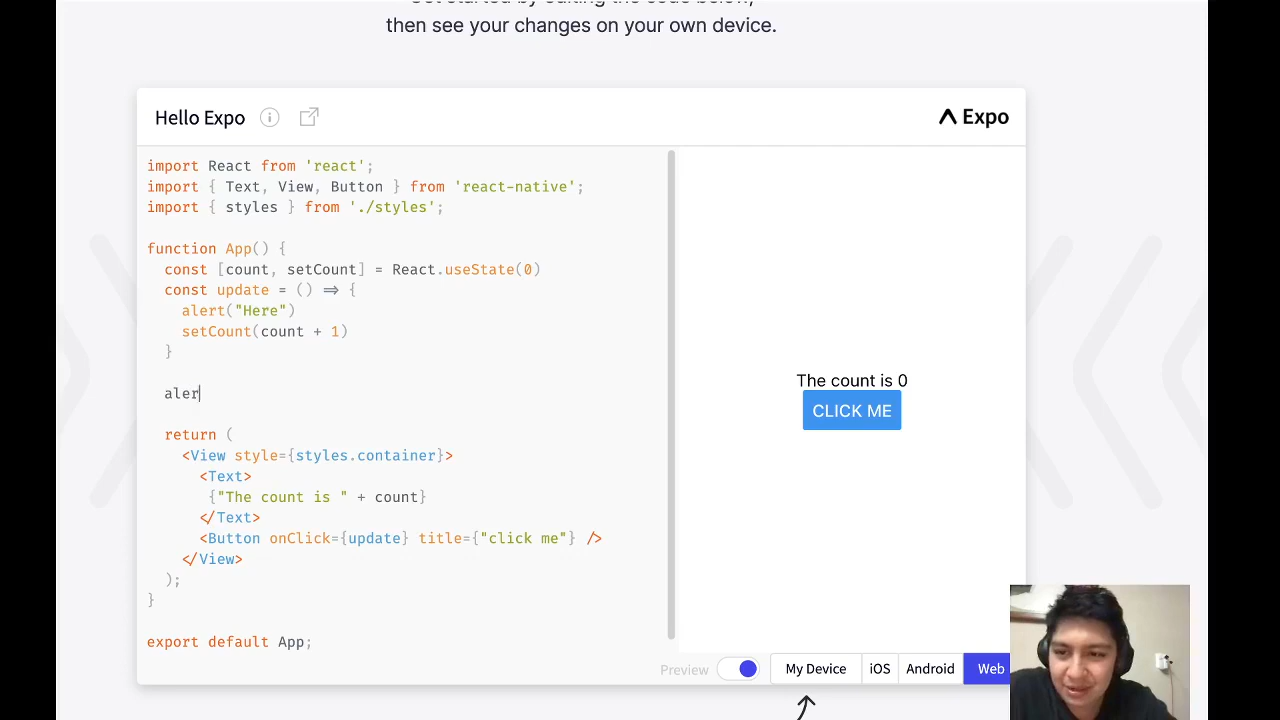 then see your changes on your own device.
Hello Expo
Expo
import React from 'react';
import { Text, View, Button } from 'react-native';
import { styles } from './styles';
function App() {
const [count, setCount] = React.useState(0)
const update = () => {
alert("Here")
setCount(count + 1)
}
aler
return (
<View style={styles.container}>
<Text>
{"The count is " + count}
</Text>
<Button onClick={update} title={"click me"} />
</View>
);
}
export default App;
The count is 0
CLICK ME
Preview
My Device
iOS
Android
Web